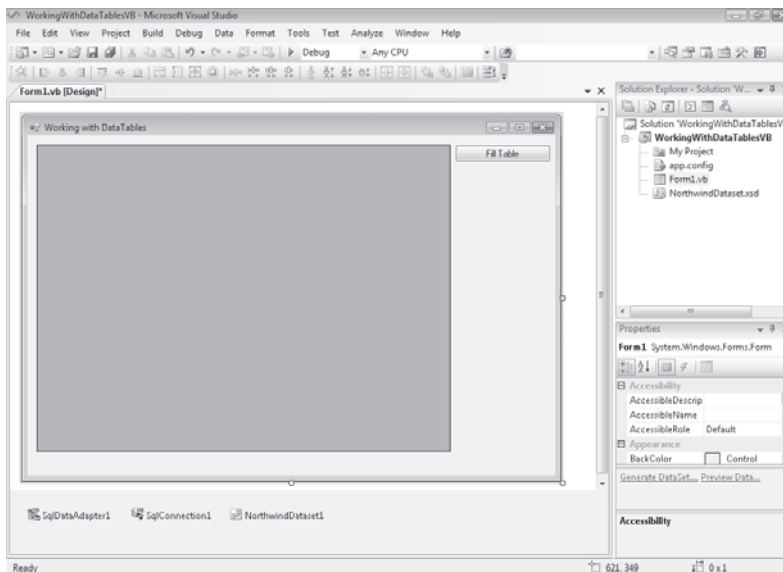 WorkingWithDataTablesVB - Microsoft Visual Studio
File Edit View Project Build Debug Data Format Tools Test Analyze Window Help
Debug Any CPU
Form1.vb [Design]*
Working with DataTables
Fill Table
SqlDataAdapter1 SqlConnection1 NorthwindDataset1
Solution Explorer - Solution 'W...
Solution 'WorkingWithDataTablesV
WorkingWithDataTablesVB
My Project
app.config
Form1.vb
NorthwindDataset.xsd
Properties
Form1 System.Windows.Forms.Form
Accessibility
AccessibleDescrip
AccessibleName
AccessibleRole Default
Appearance
BackColor Control
Generate DataSet... Preview Data...
Accessibility
Ready 621, 349 0 x 1